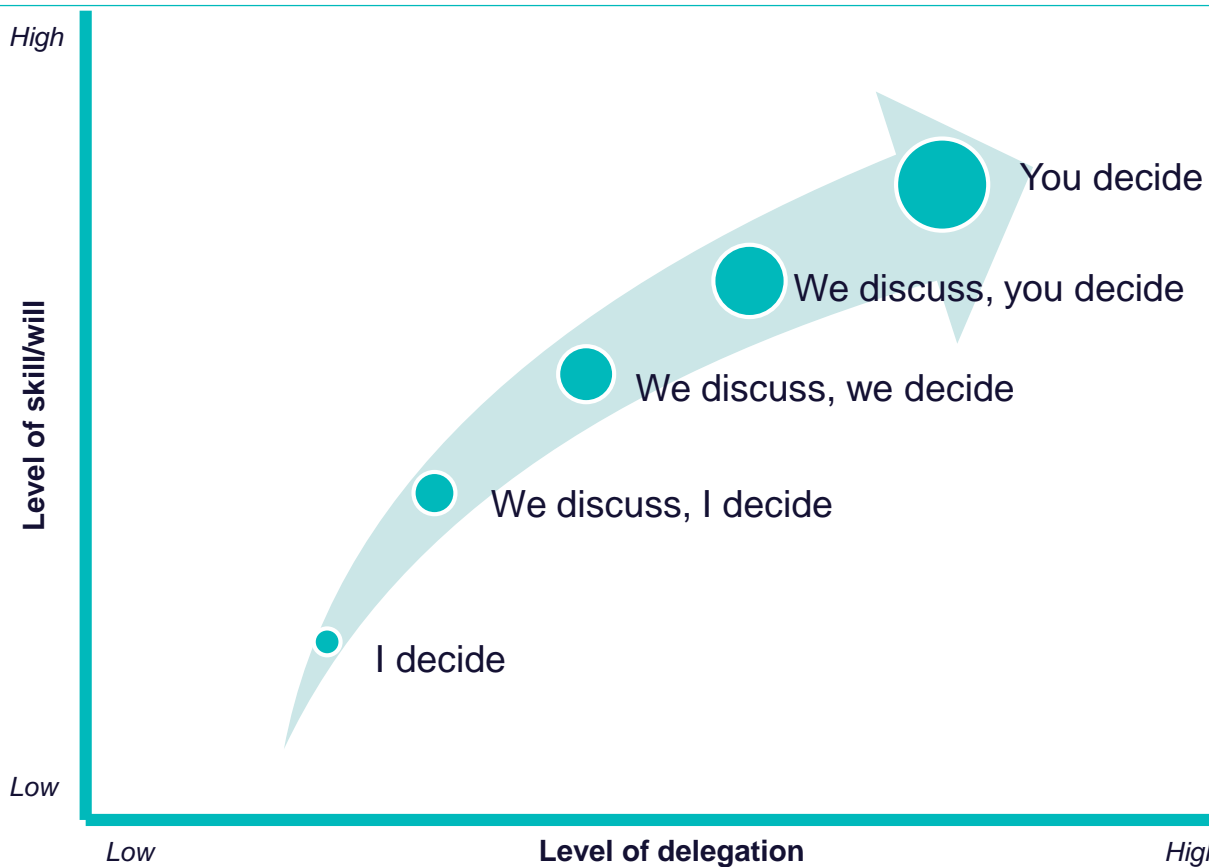 High
You decide
We discuss, you decide
We discuss, we decide
Level of skill/will
We discuss, I decide
I decide
Low
Low
Level of delegation
High